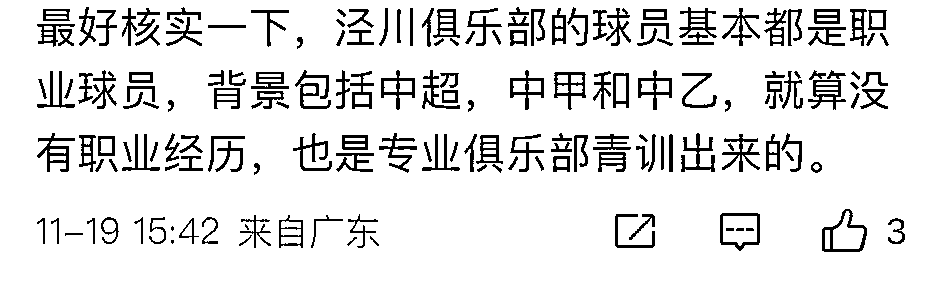 最好核实一下，泾川俱乐部的球员基本都是职
业球员，背景包括中超，中甲和中乙，就算没
有职业经历，也是专业俱乐部青训出来的。
11-19 15:42 来自广东 3